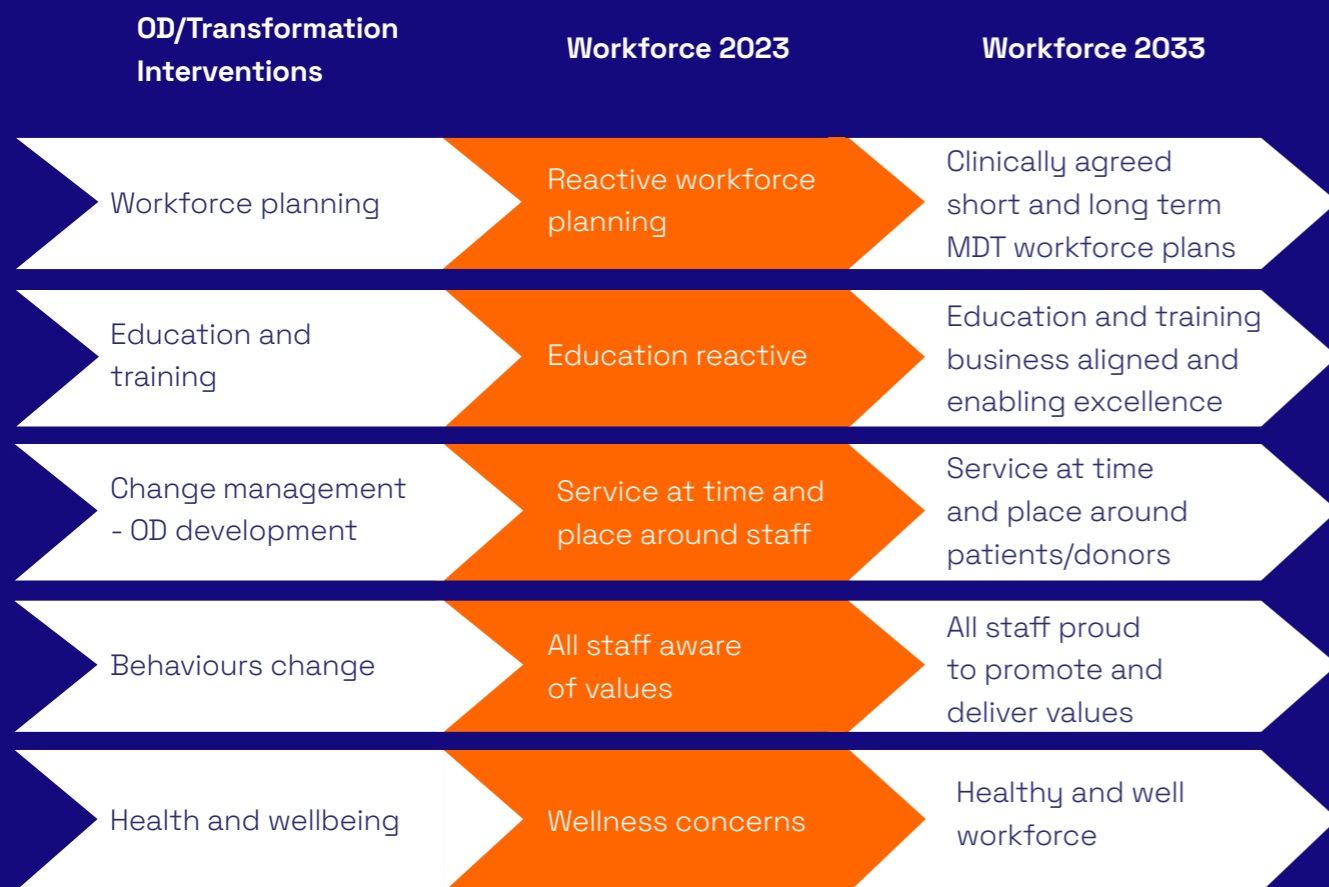 OD/Transformation
Interventions
Workforce 2023
Workforce 2033
Workforce planning
Reactive workforce
planning
Clinically agreed
short and long term
MDT workforce plans
Education and
training
Education reactive
Education and training
business aligned and
enabling excellence
Change management
- OD development
Service at time and
place around staff
Service at time
and place around
patients/donors
Behaviours change
All staff aware
of values
All staff proud
to promote and
deliver values
Health and wellbeing
Wellness concerns
Healthy and well
workforce